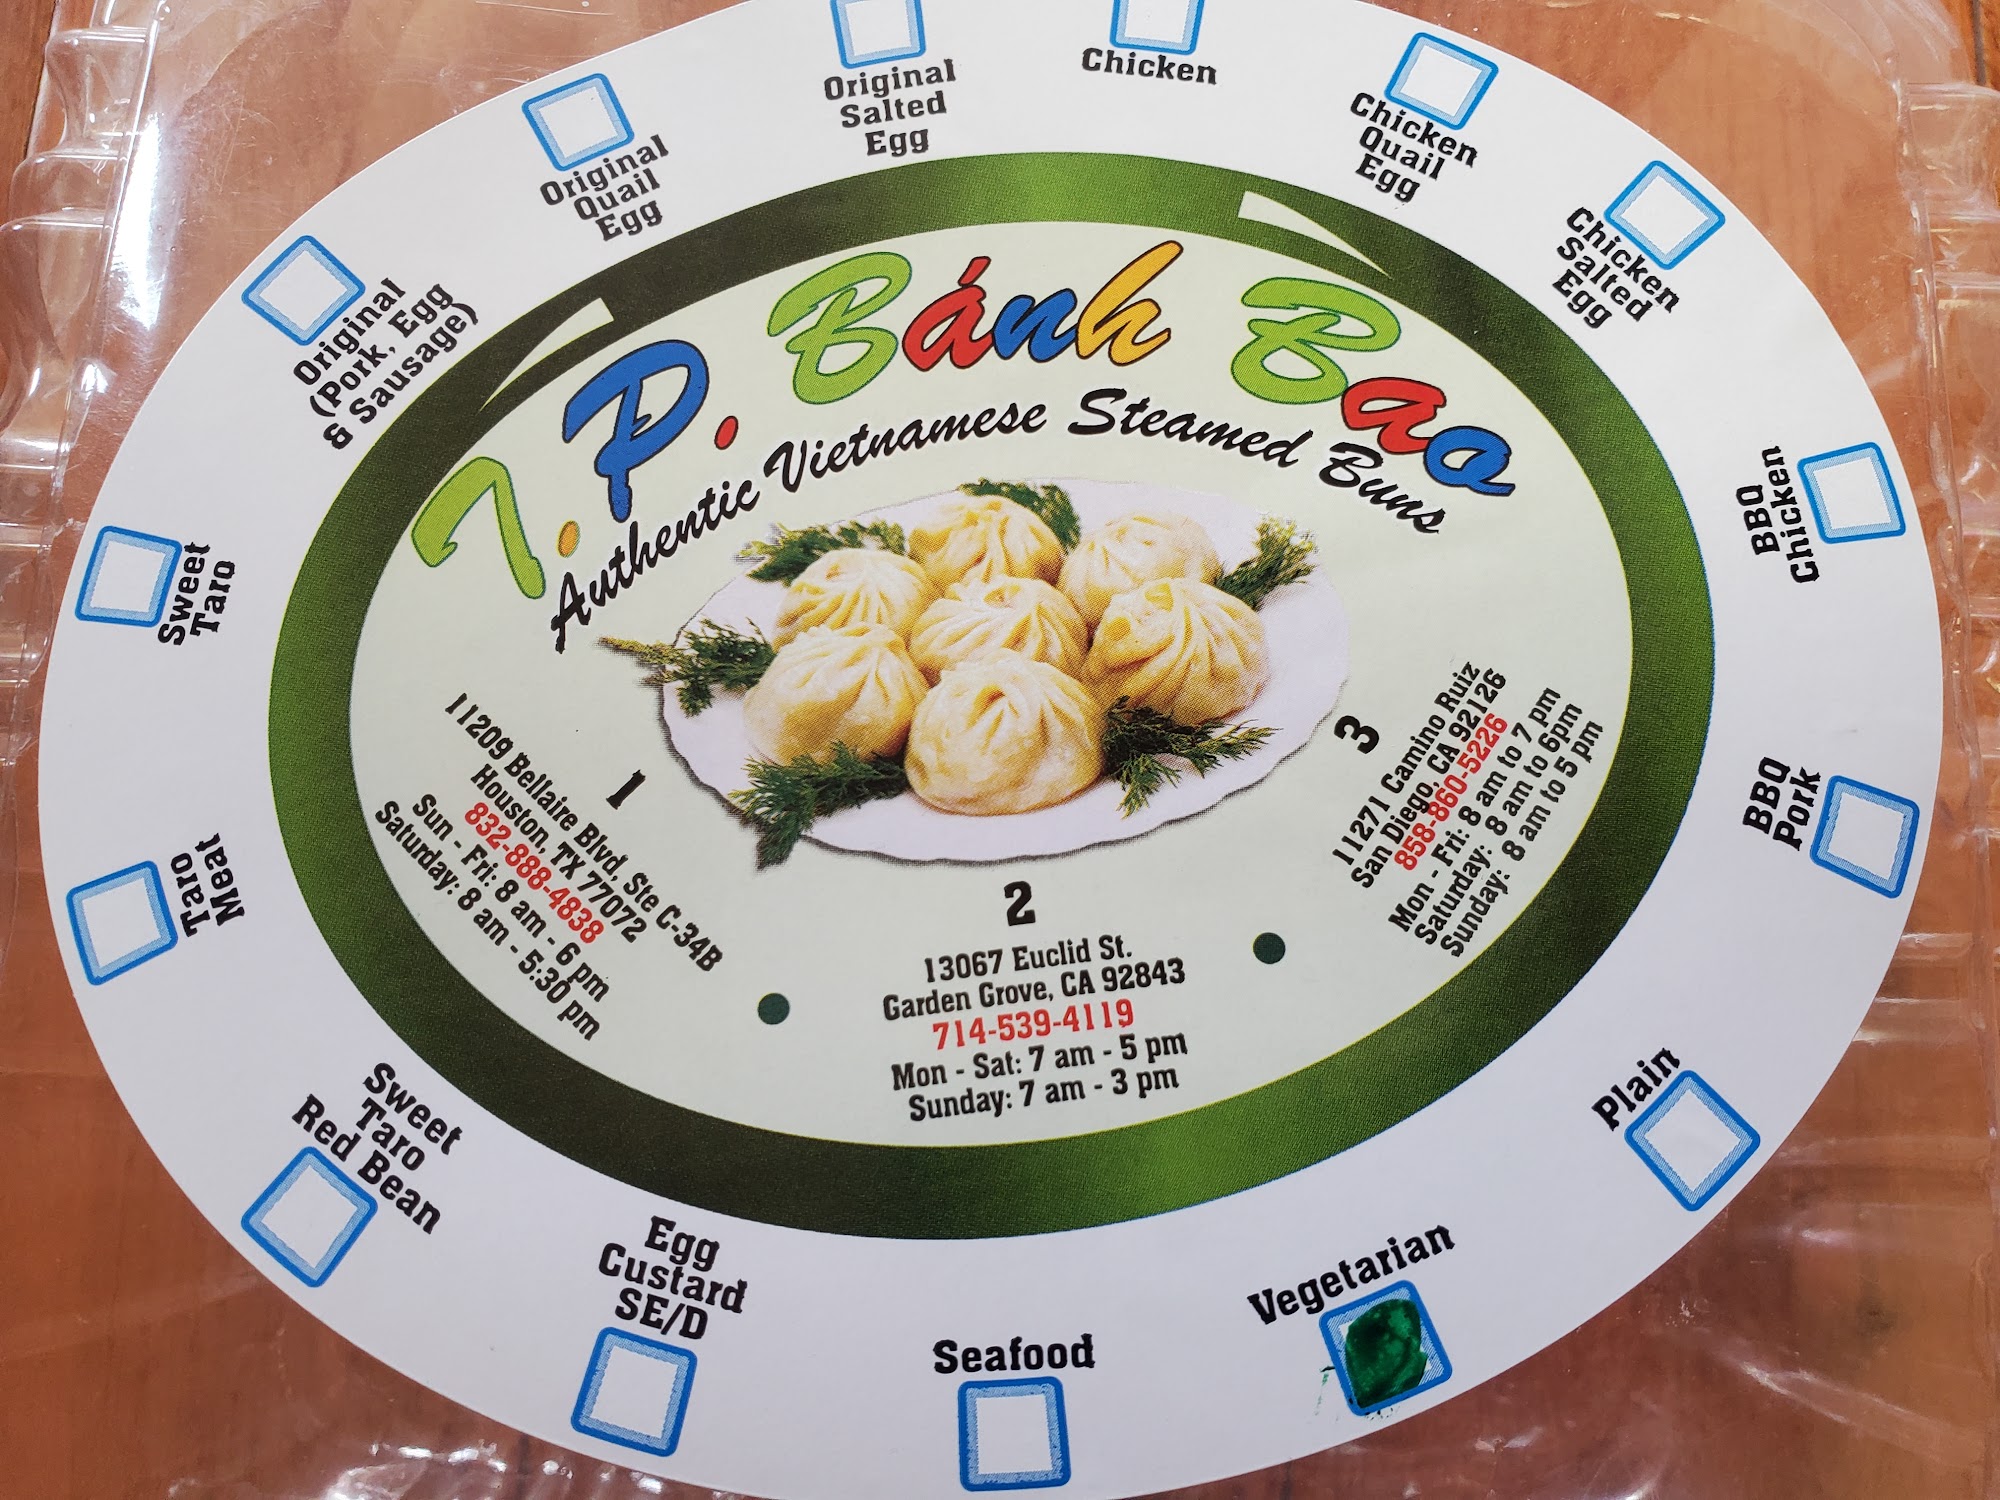 Original
Salted
Egg
Chicken
Chicken
Quail
Egg
Chicken
Salted
Egg
BBQ
Chicken
BBQ
Pork
Plain
Vegetarian
Seafood
Egg
Custard
SE/D
Sweet
Taro
Red Bean
Taro
Meat
Sweet
Taro
Original
(Pork, Egg
& Sausage)
Original
Quail
Egg
T.P. Bánh Bao
Authentic Vietnamese Steamed Buns
1
11209 Bellaire Blvd, Ste C-34B
Houston, TX 77072
832-888-4838
Sun - Fri: 8 am - 6 pm
Saturday: 8 am - 5:30 pm
2
13067 Euclid St.
Garden Grove, CA 92843
714-539-4119
Mon - Sat: 7 am - 5 pm
Sunday: 7 am - 3 pm
3
11271 Camino Ruiz
San Diego, CA 92126
858-860-5226
Mon - Fri: 8 am to 7 pm
Saturday: 8 am to 6pm
Sunday: 8 am to 5 pm